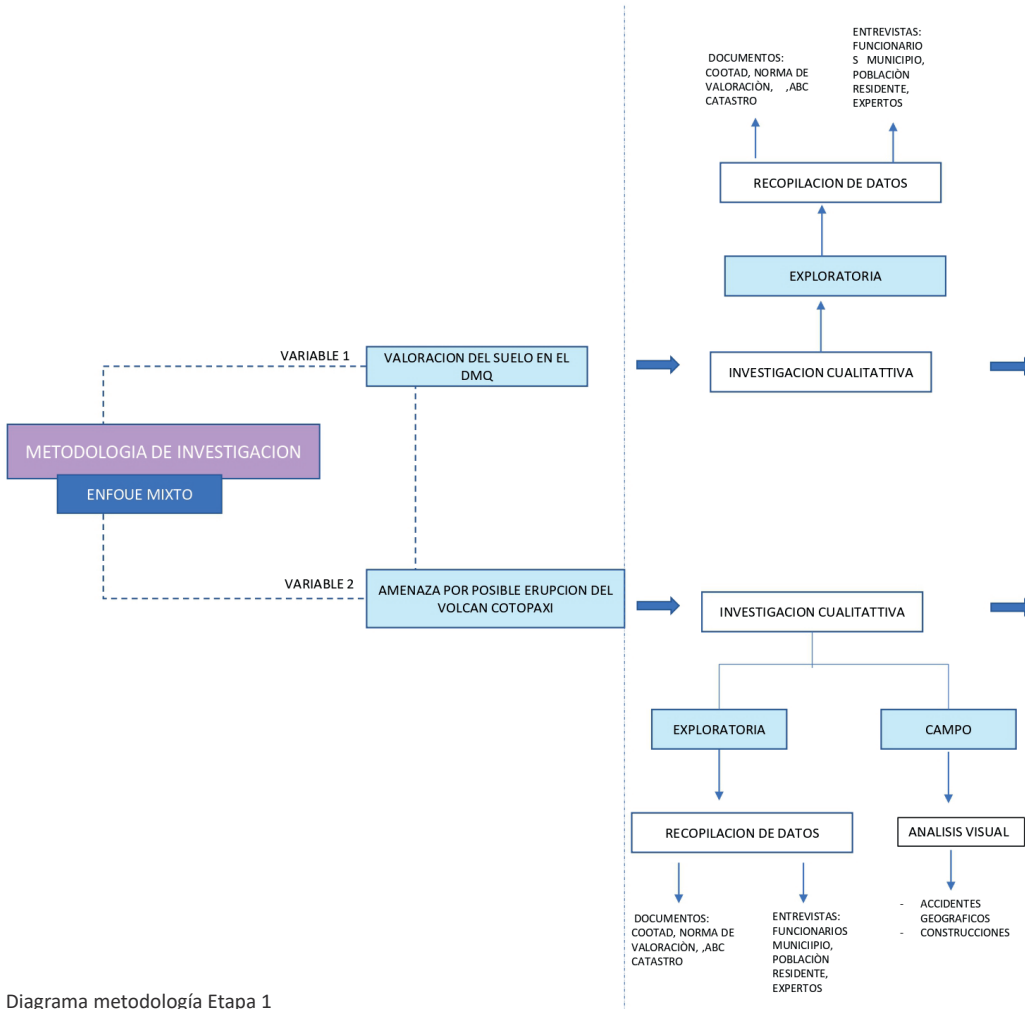 DOCUMENTOS:
COOTAD, NORMA DE
VALORACIÒN, ,ABC
CATASTRO
ENTREVISTAS:
FUNCIONARIO
S MUNICIPIO,
POBLACIÒN
RESIDENTE,
EXPERTOS
RECOPILACION DE DATOS
EXPLORATORIA
VARIABLE 1
VALORACION DEL SUELO EN EL
DMQ
INVESTIGACION CUALITATTIVA
METODOLOGIA DE INVESTIGACION
ENFOUE MIXTO
VARIABLE 2
AMENAZA POR POSIBLE ERUPCION DEL
VOLCAN COTOPAXI
INVESTIGACION CUALITATTIVA
EXPLORATORIA
CAMPO
RECOPILACION DE DATOS
ANALISIS VISUAL
DOCUMENTOS:
COOTAD, NORMA DE
VALORACIÒN, ,ABC
CATASTRO
ENTREVISTAS:
FUNCIONARIOS
MUNICIIPIO,
POBLACIÒN
RESIDENTE,
EXPERTOS
- ACCIDENTES
GEOGRAFICOS
- CONSTRUCCIONES
Diagrama metodología Etapa 1